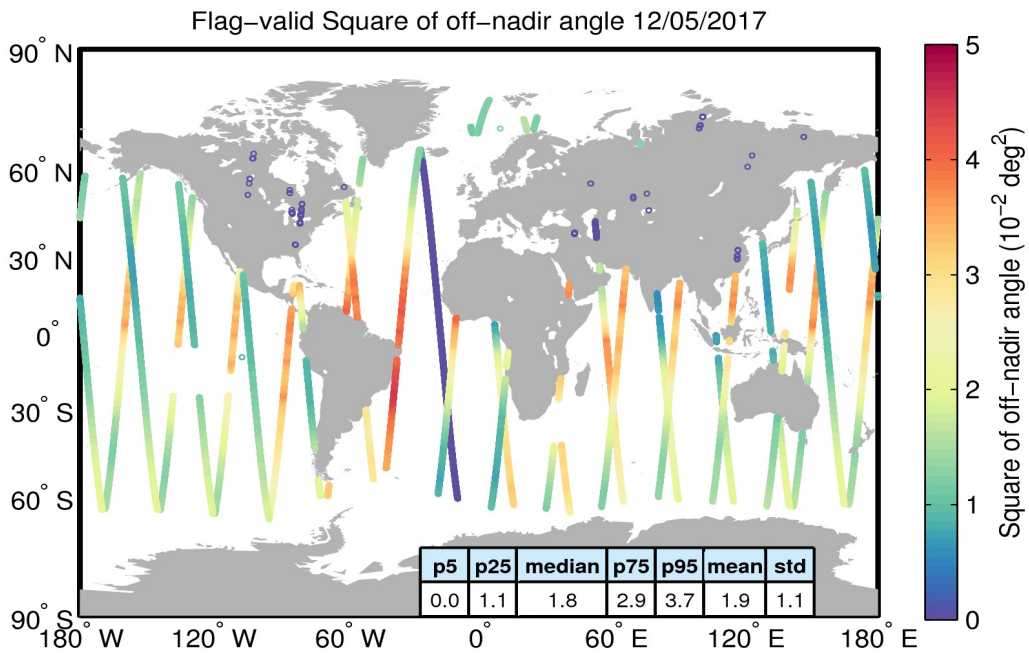 Flag-valid Square of off-nadir angle 12/05/2017
90° N
60° N
30° N
0°
30° S
60° S
90° S
180° W
120° W
60° W
0°
60° E
120° E
180° E
p5 p25 median p75 p95 mean std
0.0 1.1 1.8 2.9 3.7 1.9 1.1
5
4
3
2
1
0
Square of off-nadir angle (10⁻² deg²)